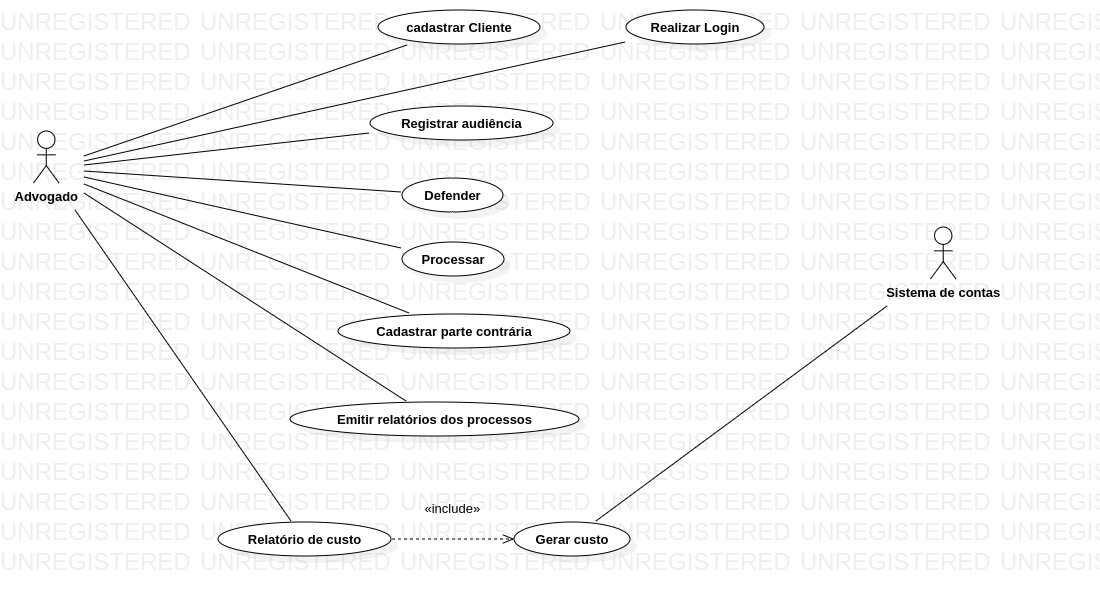 cadastrar Cliente
Realizar Login
Registrar audiência
Advogado
Defender
Processar
Sistema de contas
Cadastrar parte contrária
Emitir relatórios dos processos
«include»
Relatório de custo
Gerar custo
UNREGISTERED UNREGISTERED UNREGISTERED UNREGISTERED UNREGISTERED UNREGIS